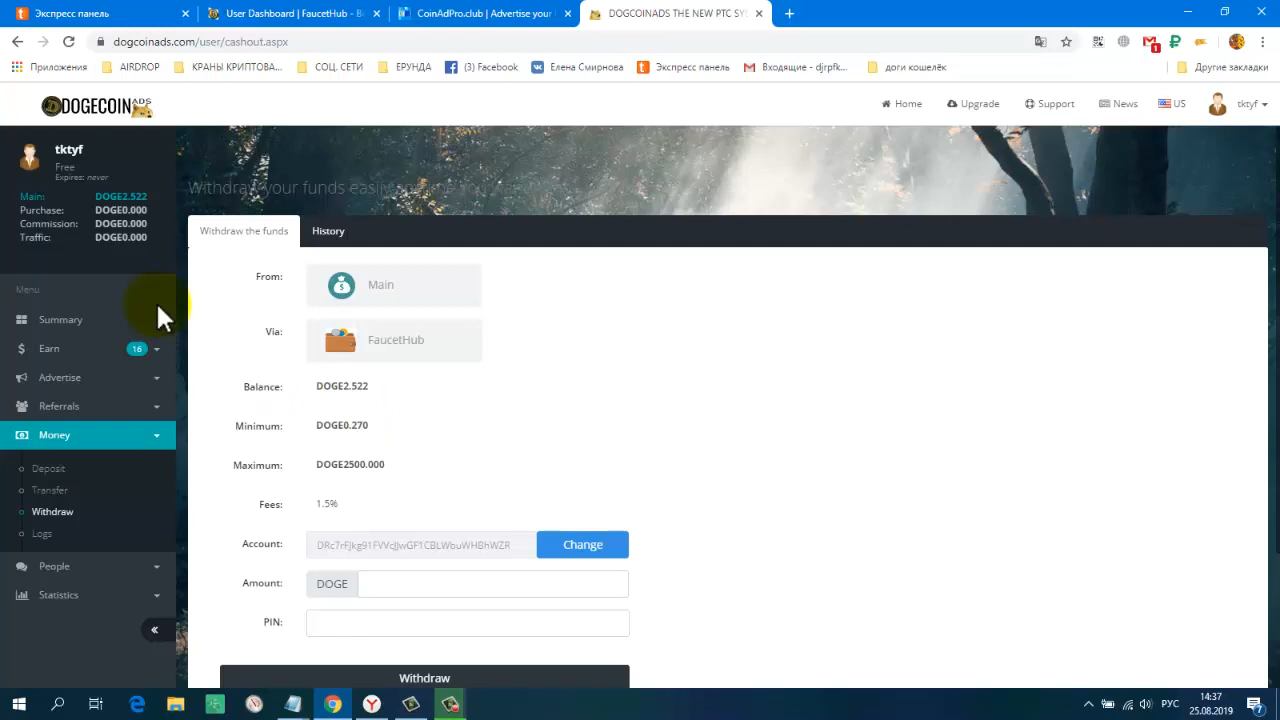 Экспресс панель
User Dashboard | FaucetHub - B
CoinAdPro.club | Advertise your
DOGCOINADS THE NEW PTC SY
dogcoinads.com/user/cashout.aspx
1
Приложения
AIRDROP
КРАНЫ КРИПТОВА...
СОЦ. СЕТИ
ЕРУНДА
(3) Facebook
Елена Смирнова
Экспресс панель
Входящие - djrpfk...
доги кошелёк
Другие закладки
DOGECOIN ADS
Home
Upgrade
Support
News
US
tktyf
tktyf
Free
Expires: never
Main: DOGE2.522
Purchase: DOGE0.000
Commission: DOGE0.000
Traffic: DOGE0.000
Menu
Summary
Earn 16
Advertise
Referrals
Money
Deposit
Transfer
Withdraw
Logs
People
Statistics
Withdraw your funds easily
Withdraw the funds
History
From: Main
Via: FaucetHub
Balance: DOGE2.522
Minimum: DOGE0.270
Maximum: DOGE2500.000
Fees: 1.5%
Account:
Change
Amount: DOGE
PIN:
Withdraw
РУС
14:37
25.08.2019
7